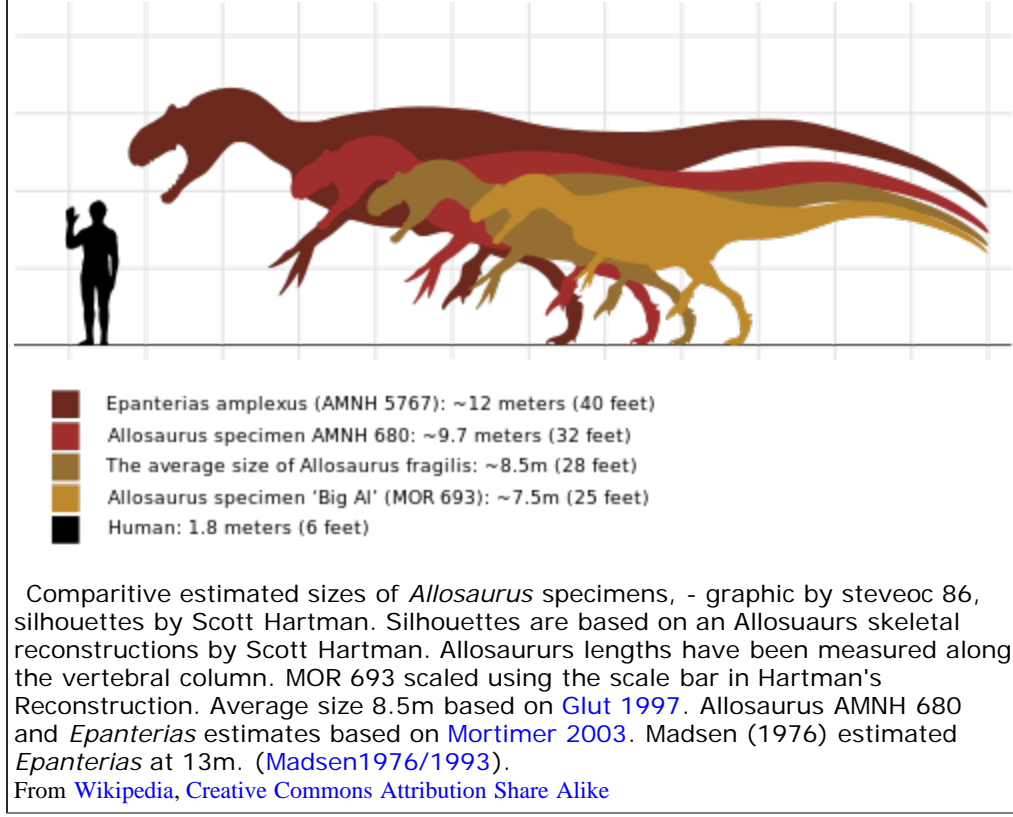 Epanterias amplexus (AMNH 5767): ~12 meters (40 feet)
Allosaurus specimen AMNH 680: ~9.7 meters (32 feet)
The average size of Allosaurus fragilis: ~8.5m (28 feet)
Allosaurus specimen ‘Big Al’ (MOR 693): ~7.5m (25 feet)
Human: 1.8 meters (6 feet)
Comparitive estimated sizes of Allosaurus specimens, - graphic by steveoc 86,
silhouettes by Scott Hartman. Silhouettes are based on an Allosuaurs skeletal
reconstructions by Scott Hartman. Allosaururs lengths have been measured along
the vertebral column. MOR 693 scaled using the scale bar in Hartman's
Reconstruction. Average size 8.5m based on Glut 1997. Allosaurus AMNH 680
and Epanterias estimates based on Mortimer 2003. Madsen (1976) estimated
Epanterias at 13m. (Madsen1976/1993).
From Wikipedia, Creative Commons Attribution Share Alike